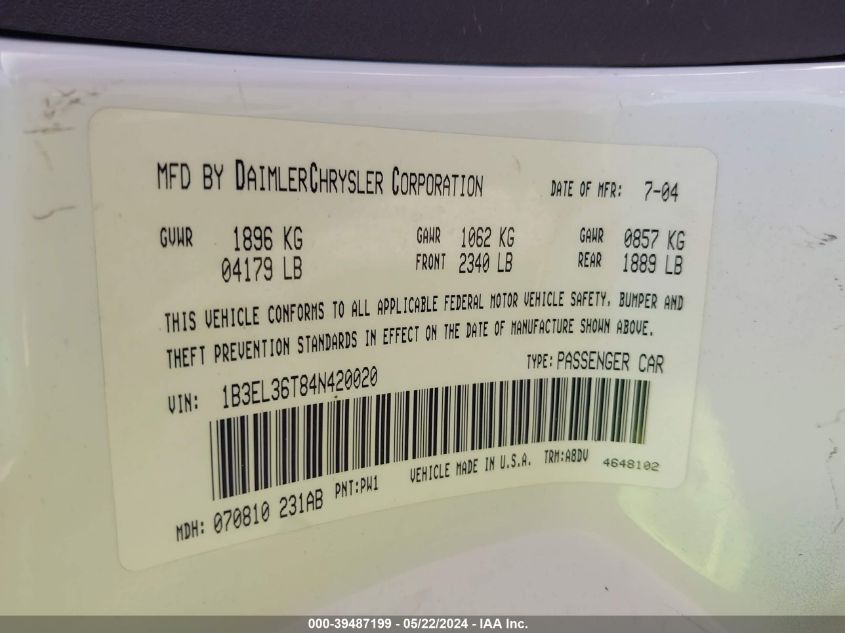 MFD BY DAIMLERCHRYSLER CORPORATION DATE OF MFR: 7-04
GVWR 1896 KG GAWR 1062 KG GAWR 0857 KG
04179 LB FRONT 2340 LB REAR 1889 LB
THIS VEHICLE CONFORMS TO ALL APPLICABLE FEDERAL MOTOR VEHICLE SAFETY, BUMPER AND
THEFT PREVENTION STANDARDS IN EFFECT ON THE DATE OF MANUFACTURE SHOWN ABOVE.
VIN: 1B3EL36T84N420020 TYPE: PASSENGER CAR
MDH: 070810 231AB PNT:PW1 VEHICLE MADE IN U.S.A. TRM:A8DV 4648102
000-39487199 - 05/22/2024 - IAA Inc.